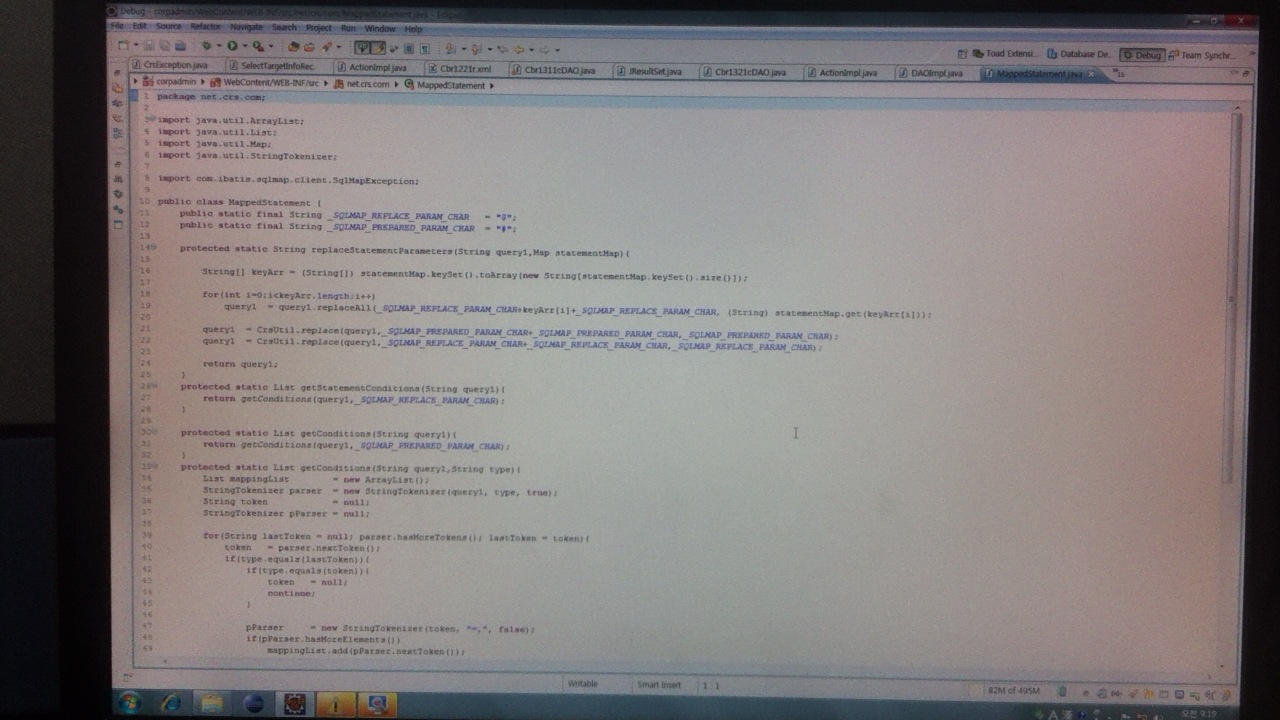 Debug - corpadmin/WebContent/WEB-INF/src/net/crs/com/MappedStatement.java - Eclipse
File Edit Source Refactor Navigate Search Project Run Window Help
Toad Extensi... Database De... Debug Team Synchr...
CrsException.java SelectTargetInfoRec... ActionImpl.java Cbr1221r.xml Cbr1311cDAO.java IResultSet.java Cbr1321cDAO.java ActionImpl.java DAOImpl.java MappedStatement.java
corpadmin WebContent/WEB-INF/src net.crs.com MappedStatement
1 package net.crs.com;
2
3 import java.util.ArrayList;
4 import java.util.List;
5 import java.util.Map;
6 import java.util.StringTokenizer;
7
8 import com.ibatis.sqlmap.client.SqlMapException;
9
10 public class MappedStatement {
11 public static final String _SQLMAP_REPLACE_PARAM_CHAR =
12 public static final String _SQLMAP_PREPARED_PARAM_CHAR = "#";
13
14 protected static String replaceStatementParameters(String query1,Map statementMap){
15
16 String[] keyArr = (String[]) statementMap.keySet().toArray(new String[statementMap.keySet().size()]);
17
18 for(int i=0;i<keyArr.length;i++)
19 query1 = query1.replaceAll(_SQLMAP_REPLACE_PARAM_CHAR+keyArr[i]+_SQLMAP_REPLACE_PARAM_CHAR, (String) statementMap.get(keyArr[i]));
20
21 query1 = CrsUtil.replace(query1,_SQLMAP_PREPARED_PARAM_CHAR+_SQLMAP_PREPARED_PARAM_CHAR,_SQLMAP_PREPARED_PARAM_CHAR);
22 query1 = CrsUtil.replace(query1,_SQLMAP_REPLACE_PARAM_CHAR+_SQLMAP_REPLACE_PARAM_CHAR,_SQLMAP_REPLACE_PARAM_CHAR);
23
24 return query1;
25 }
26 protected static List getStatementConditions(String query1){
27 return getConditions(query1,_SQLMAP_REPLACE_PARAM_CHAR);
28 }
29
30 protected static List getConditions(String query1){
31 return getConditions(query1,_SQLMAP_PREPARED_PARAM_CHAR);
32 }
33 protected static List getConditions(String query1,String type){
34 List mappingList = new ArrayList();
35 StringTokenizer parser = new StringTokenizer(query1, type, true);
36 String token = null;
37 StringTokenizer pParser = null;
38
39 for(String lastToken = null; parser.hasMoreTokens(); lastToken = token){
40 token = parser.nextToken();
41 if(type.equals(lastToken)){
42 if(type.equals(token)){
43 token = null;
44 continue;
45 }
46
47 pParser = new StringTokenizer(token, "=,", false);
48 if(pParser.hasMoreElements())
49 mappingList.add(pParser.nextToken());
Writable Smart Insert 1 : 1 82M of 495M
오전 9:19